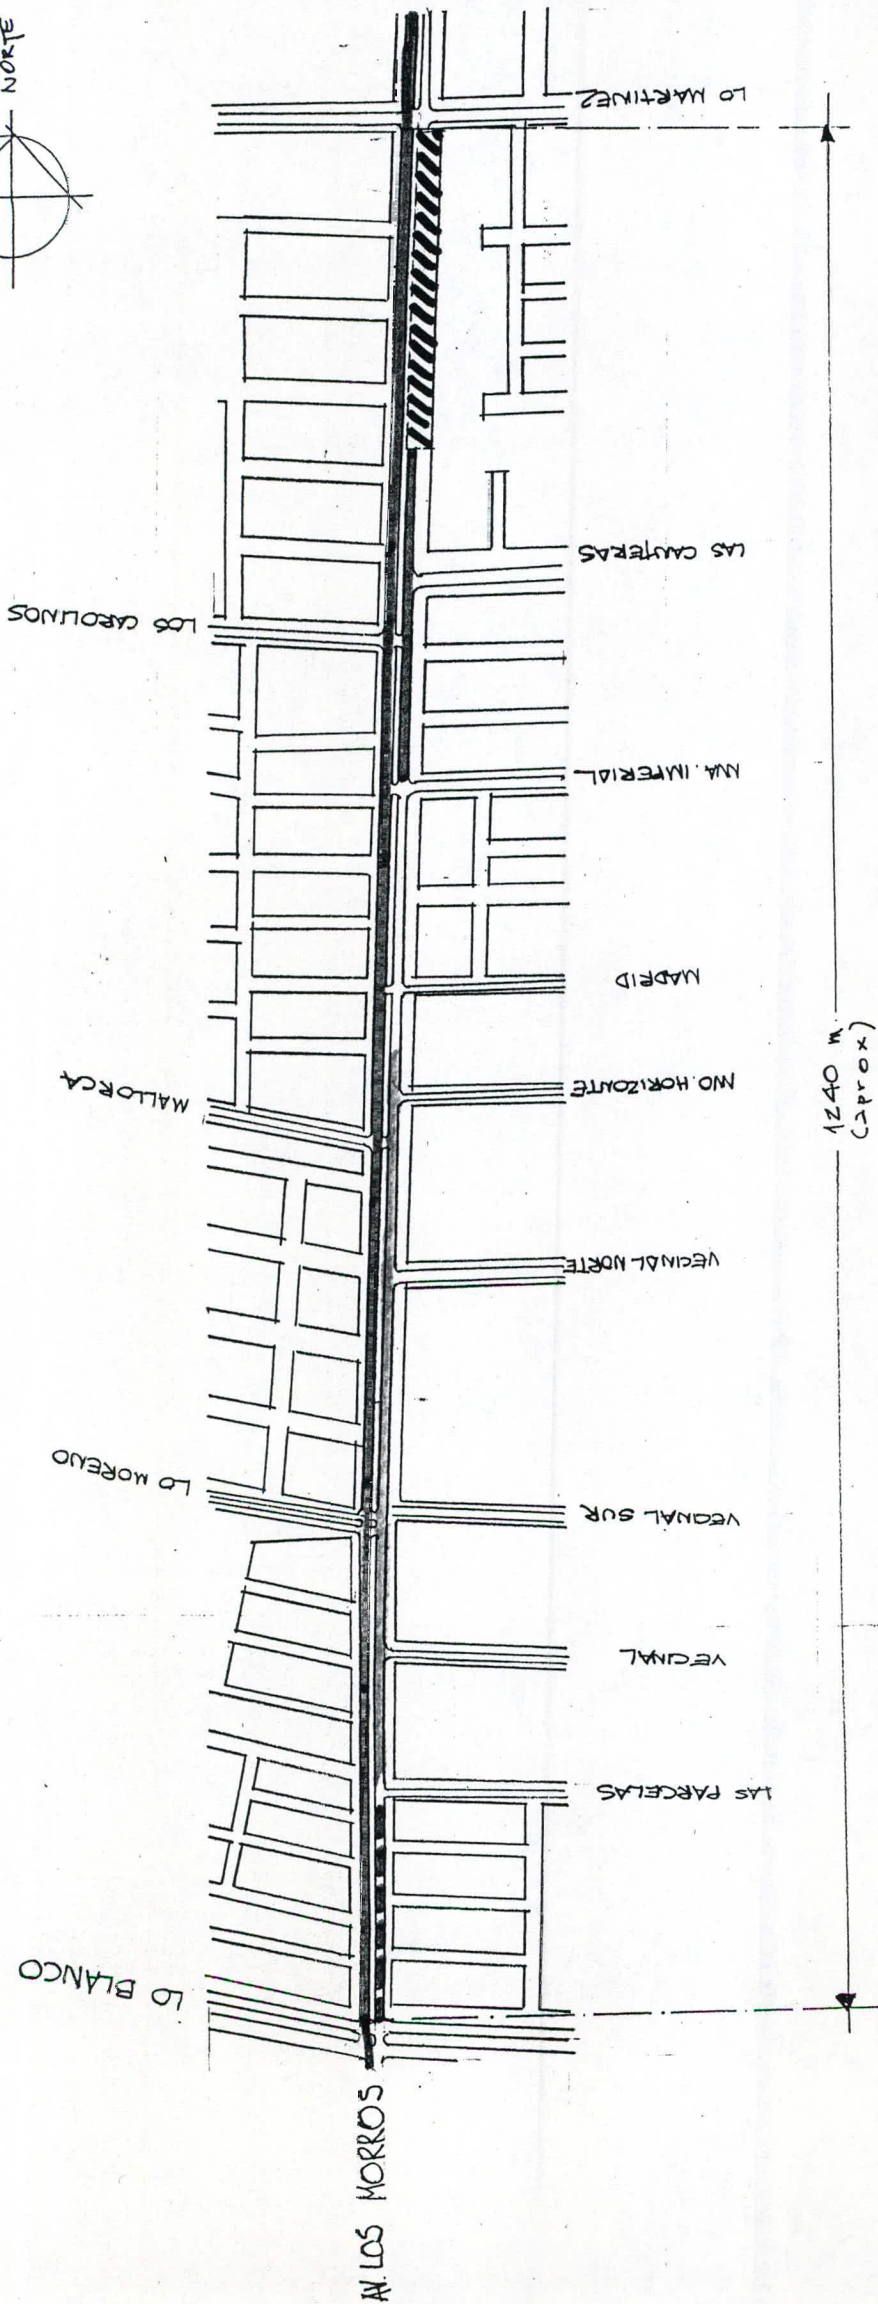 NORTE
LO MARTINEZ
LAS CANTERAS
LOS CAROLINOS
NVA. IMPERIAL
MADRID
NVO. HORIZONTE
MALLORCA
1240 m.
(aprox)
VECINAL NORTE
LO MORENO
VECINAL SUR
VECINAL
LAS PARCELAS
LO BLANCO
AV. LOS MORROS